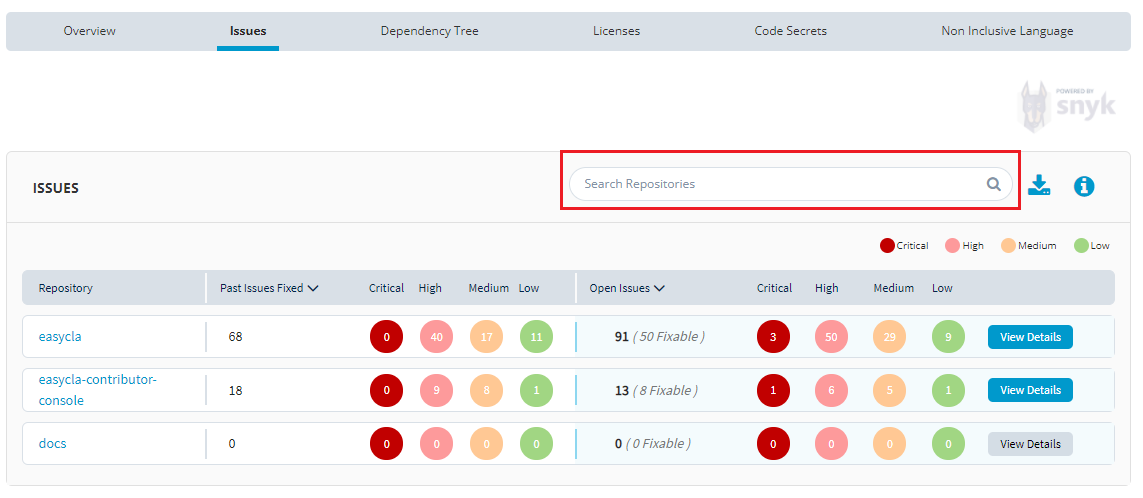 Overview Issues Dependency Tree Licenses Code Secrets Non Inclusive Language
POWERED BY
snyk
ISSUES Search Repositories
Critical High Medium Low
Repository Past Issues Fixed Critical High Medium Low Open Issues Critical High Medium Low
easycla 68 0 40 17 11 91 ( 50 Fixable ) 3 50 29 9 View Details
easycla-contributor-
console 18 0 9 8 1 13 ( 8 Fixable ) 1 6 5 1 View Details
docs 0 0 0 0 0 0 ( 0 Fixable ) 0 0 0 0 View Details